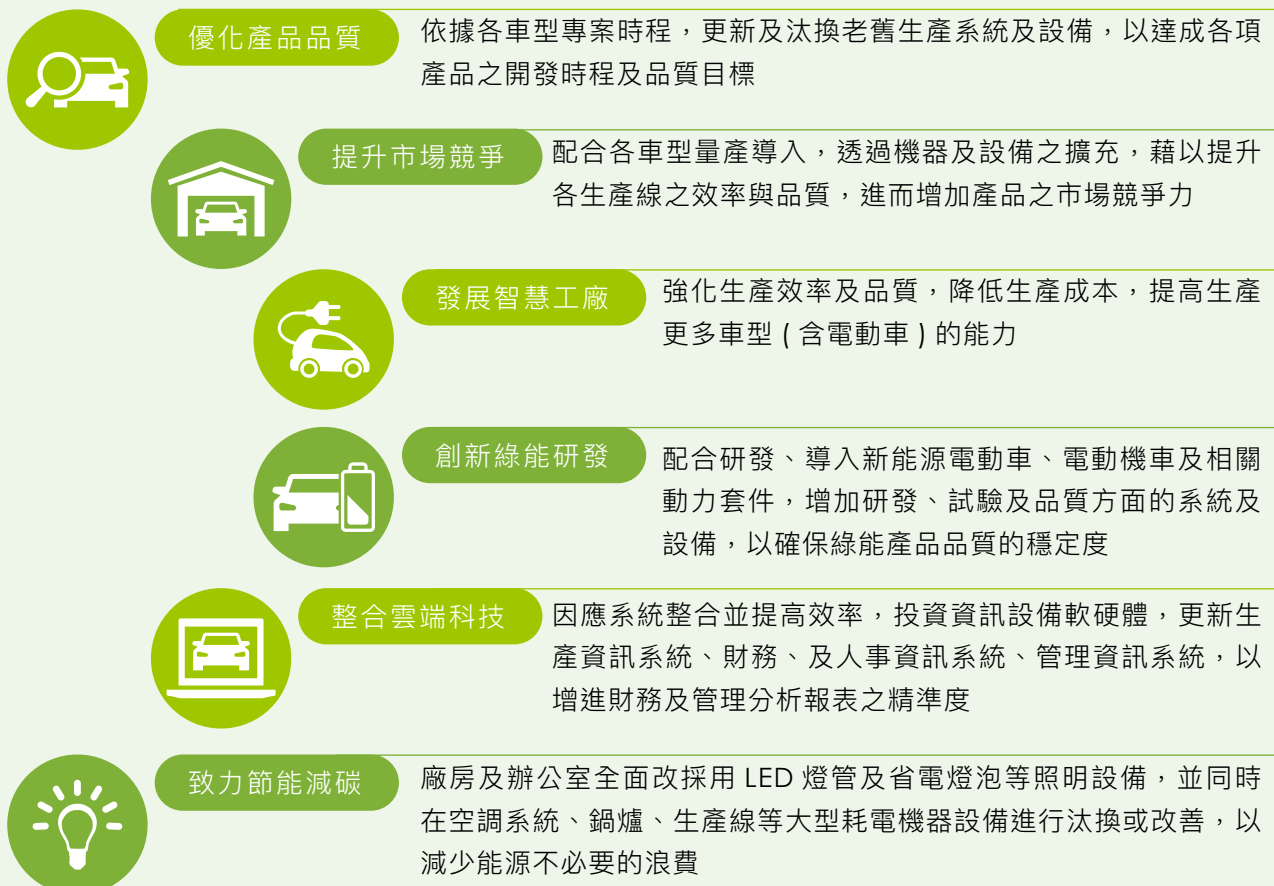 優化產品品質
依據各車型專案時程，更新及汰換老舊生產系統及設備，以達成各項
產品之開發時程及品質目標
提升市場競爭
配合各車型量產導入，透過機器及設備之擴充，藉以提升
各生產線之效率與品質，進而增加產品之市場競爭力
發展智慧工廠
強化生產效率及品質，降低生產成本，提高生產
更多車型 ( 含電動車 ) 的能力
創新綠能研發
配合研發、導入新能源電動車、電動機車及相關
動力套件，增加研發、試驗及品質方面的系統及
設備，以確保綠能產品品質的穩定度
整合雲端科技
因應系統整合並提高效率，投資資訊設備軟硬體，更新生
產資訊系統、財務、及人事資訊系統、管理資訊系統，以
增進財務及管理分析報表之精準度
致力節能減碳
廠房及辦公室全面改採用 LED 燈管及省電燈泡等照明設備，並同時
在空調系統、鍋爐、生產線等大型耗電機器設備進行汰換或改善，以
減少能源不必要的浪費